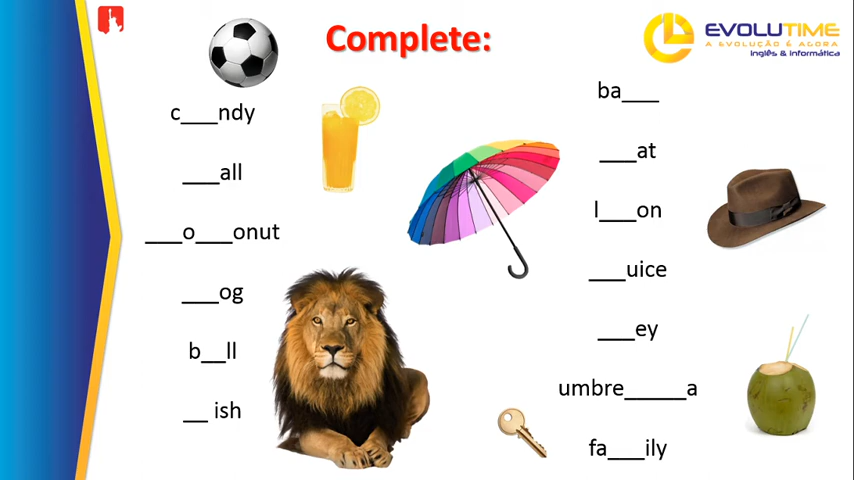 Complete:
EVOLUTIME
A EVOLUÇÃO É AGORA
Inglês & Informática
c___ndy
___all
___o___onut
___og
b__ll
__ ish
ba___
___at
l___on
___uice
___ey
umbre_____a
fa___ily